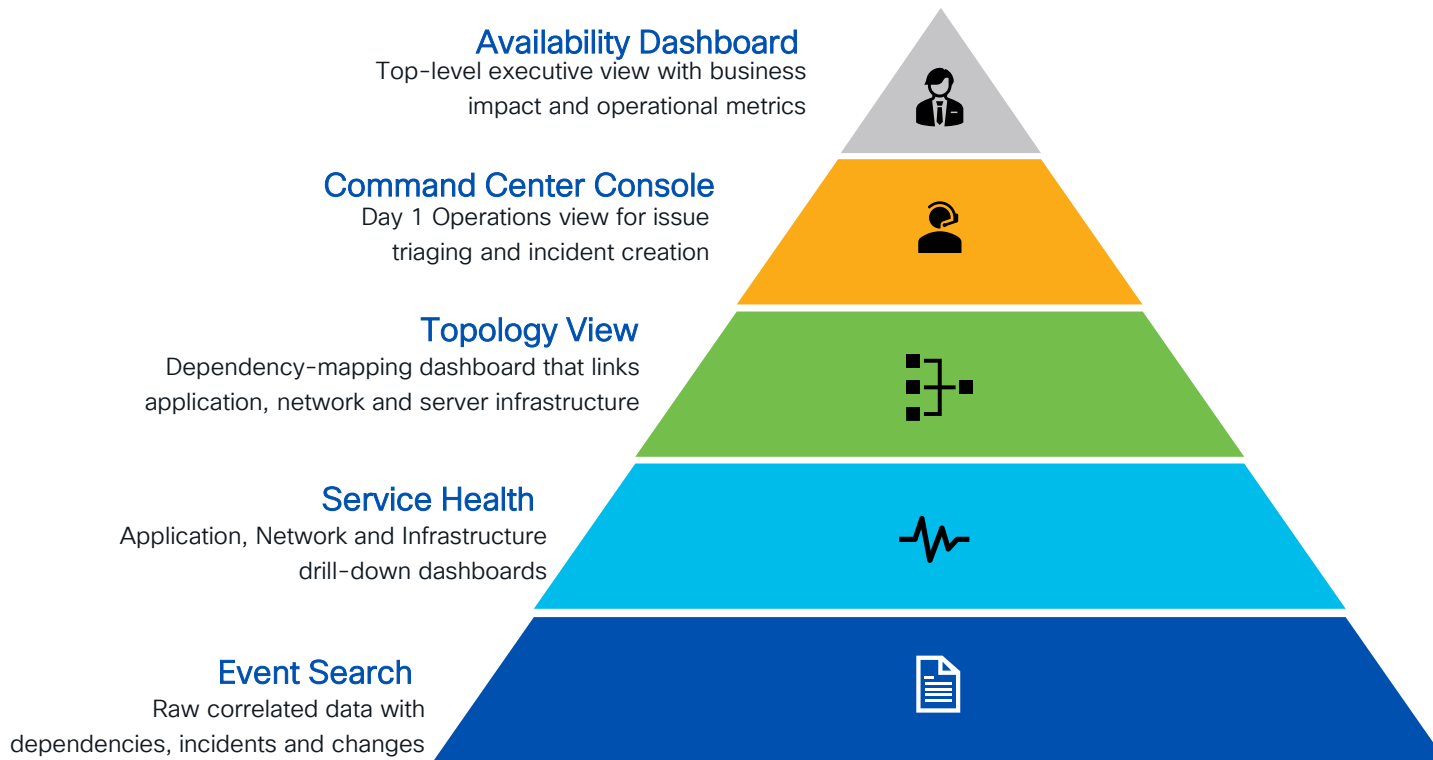 Availability Dashboard
Top-level executive view with business
impact and operational metrics
Command Center Console
Day 1 Operations view for issue
triaging and incident creation
Topology View
Dependency-mapping dashboard that links
application, network and server infrastructure
Service Health
Application, Network and Infrastructure
drill-down dashboards
Event Search
Raw correlated data with
dependencies, incidents and changes